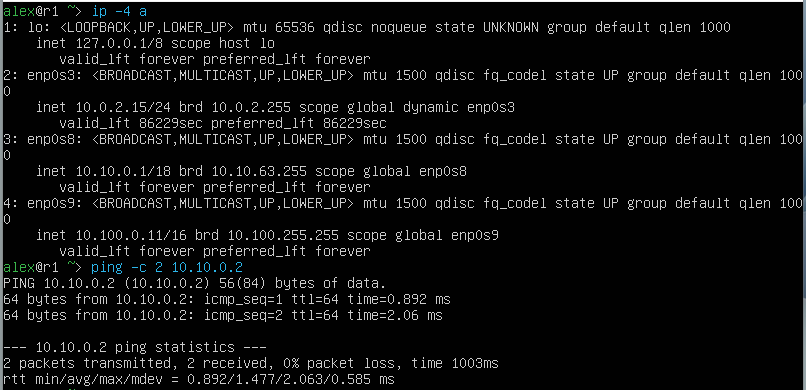 alex@r1 ~> ip -4 a
1: lo: <LOOPBACK,UP,LOWER_UP> mtu 65536 qdisc noqueue state UNKNOWN group default qlen 1000
    inet 127.0.0.1/8 scope host lo
       valid_lft forever preferred_lft forever
2: enp0s3: <BROADCAST,MULTICAST,UP,LOWER_UP> mtu 1500 qdisc fq_codel state UP group default qlen 100
0
    inet 10.0.2.15/24 brd 10.0.2.255 scope global dynamic enp0s3
       valid_lft 86229sec preferred_lft 86229sec
3: enp0s8: <BROADCAST,MULTICAST,UP,LOWER_UP> mtu 1500 qdisc fq_codel state UP group default qlen 100
0
    inet 10.10.0.1/18 brd 10.10.63.255 scope global enp0s8
       valid_lft forever preferred_lft forever
4: enp0s9: <BROADCAST,MULTICAST,UP,LOWER_UP> mtu 1500 qdisc fq_codel state UP group default qlen 100
0
    inet 10.100.0.11/16 brd 10.100.255.255 scope global enp0s9
       valid_lft forever preferred_lft forever
alex@r1 ~> ping -c 2 10.10.0.2
PING 10.10.0.2 (10.10.0.2) 56(84) bytes of data.
64 bytes from 10.10.0.2: icmp_seq=1 ttl=64 time=0.892 ms
64 bytes from 10.10.0.2: icmp_seq=2 ttl=64 time=2.06 ms

--- 10.10.0.2 ping statistics ---
2 packets transmitted, 2 received, 0% packet loss, time 1003ms
rtt min/avg/max/mdev = 0.892/1.477/2.063/0.585 ms